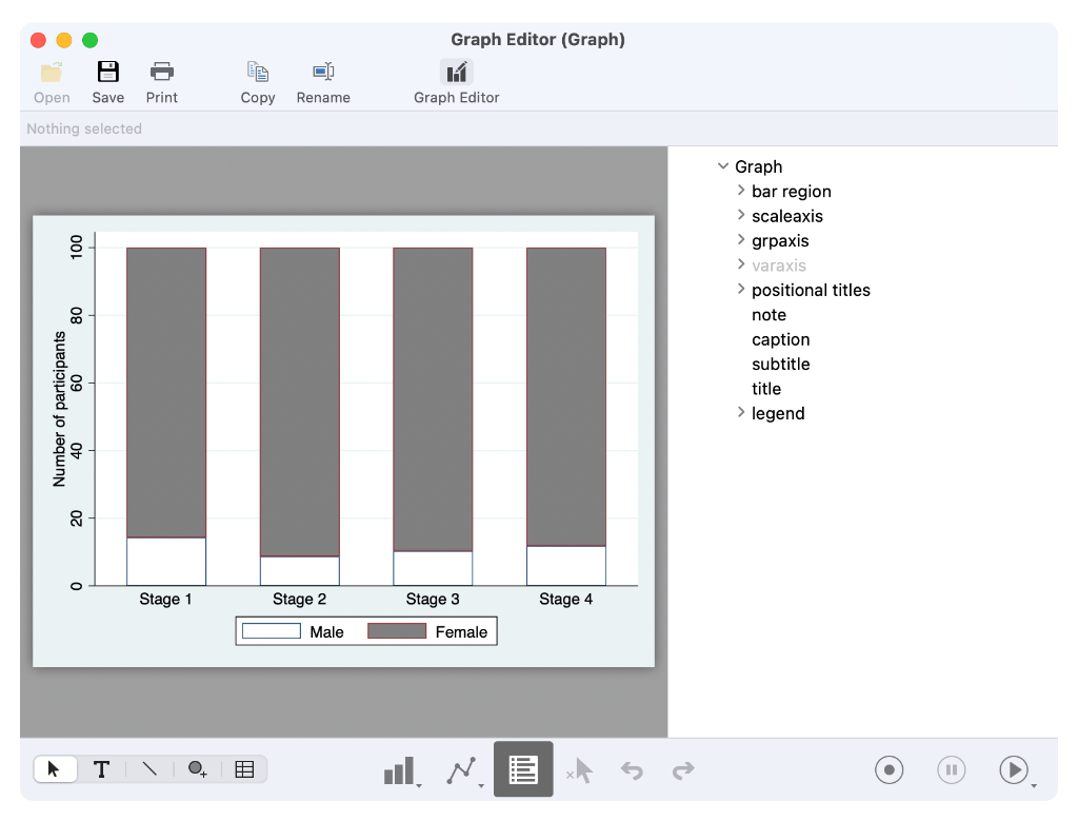 Graph Editor (Graph)
Open Save Print Copy Rename Graph Editor
Nothing selected
Graph
bar region
scaleaxis
grpaxis
varaxis
positional titles
note
caption
subtitle
title
legend
Number of participants
100
80
60
40
20
0
Stage 1 Stage 2 Stage 3 Stage 4
Male Female
T